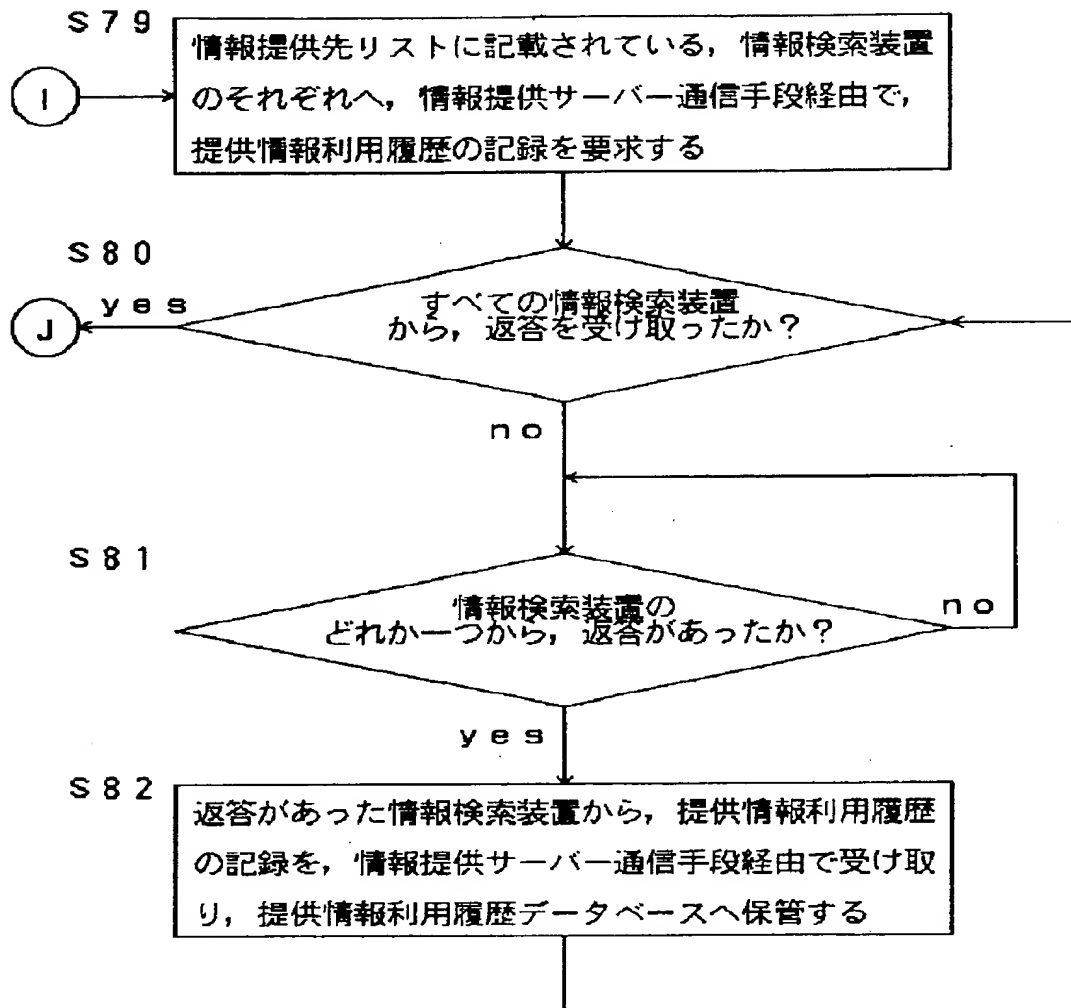 S79
情報提供先リストに記載されている，情報検索装置
I
のそれぞれへ，情報提供サーバー通信手段経由で，
提供情報利用履歴の記録を要求する
S80
yes
すべての情報検索装置
J
から，返答を受け取ったか？
no
S81
情報検索装置の
no
どれか一つから，返答があったか？
yes
S82
返答があった情報検索装置から，提供情報利用履歴
の記録を，情報提供サーバー通信手段経由で受け取
り，提供情報利用履歴データベースへ保管する